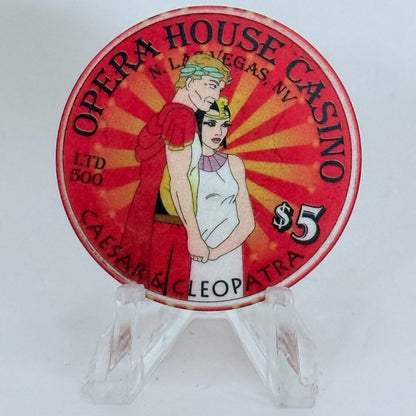 OPERA HOUSE CASINO
N. LAS VEGAS, NV
LTD
500
$5
CAESAR & CLEOPATRA